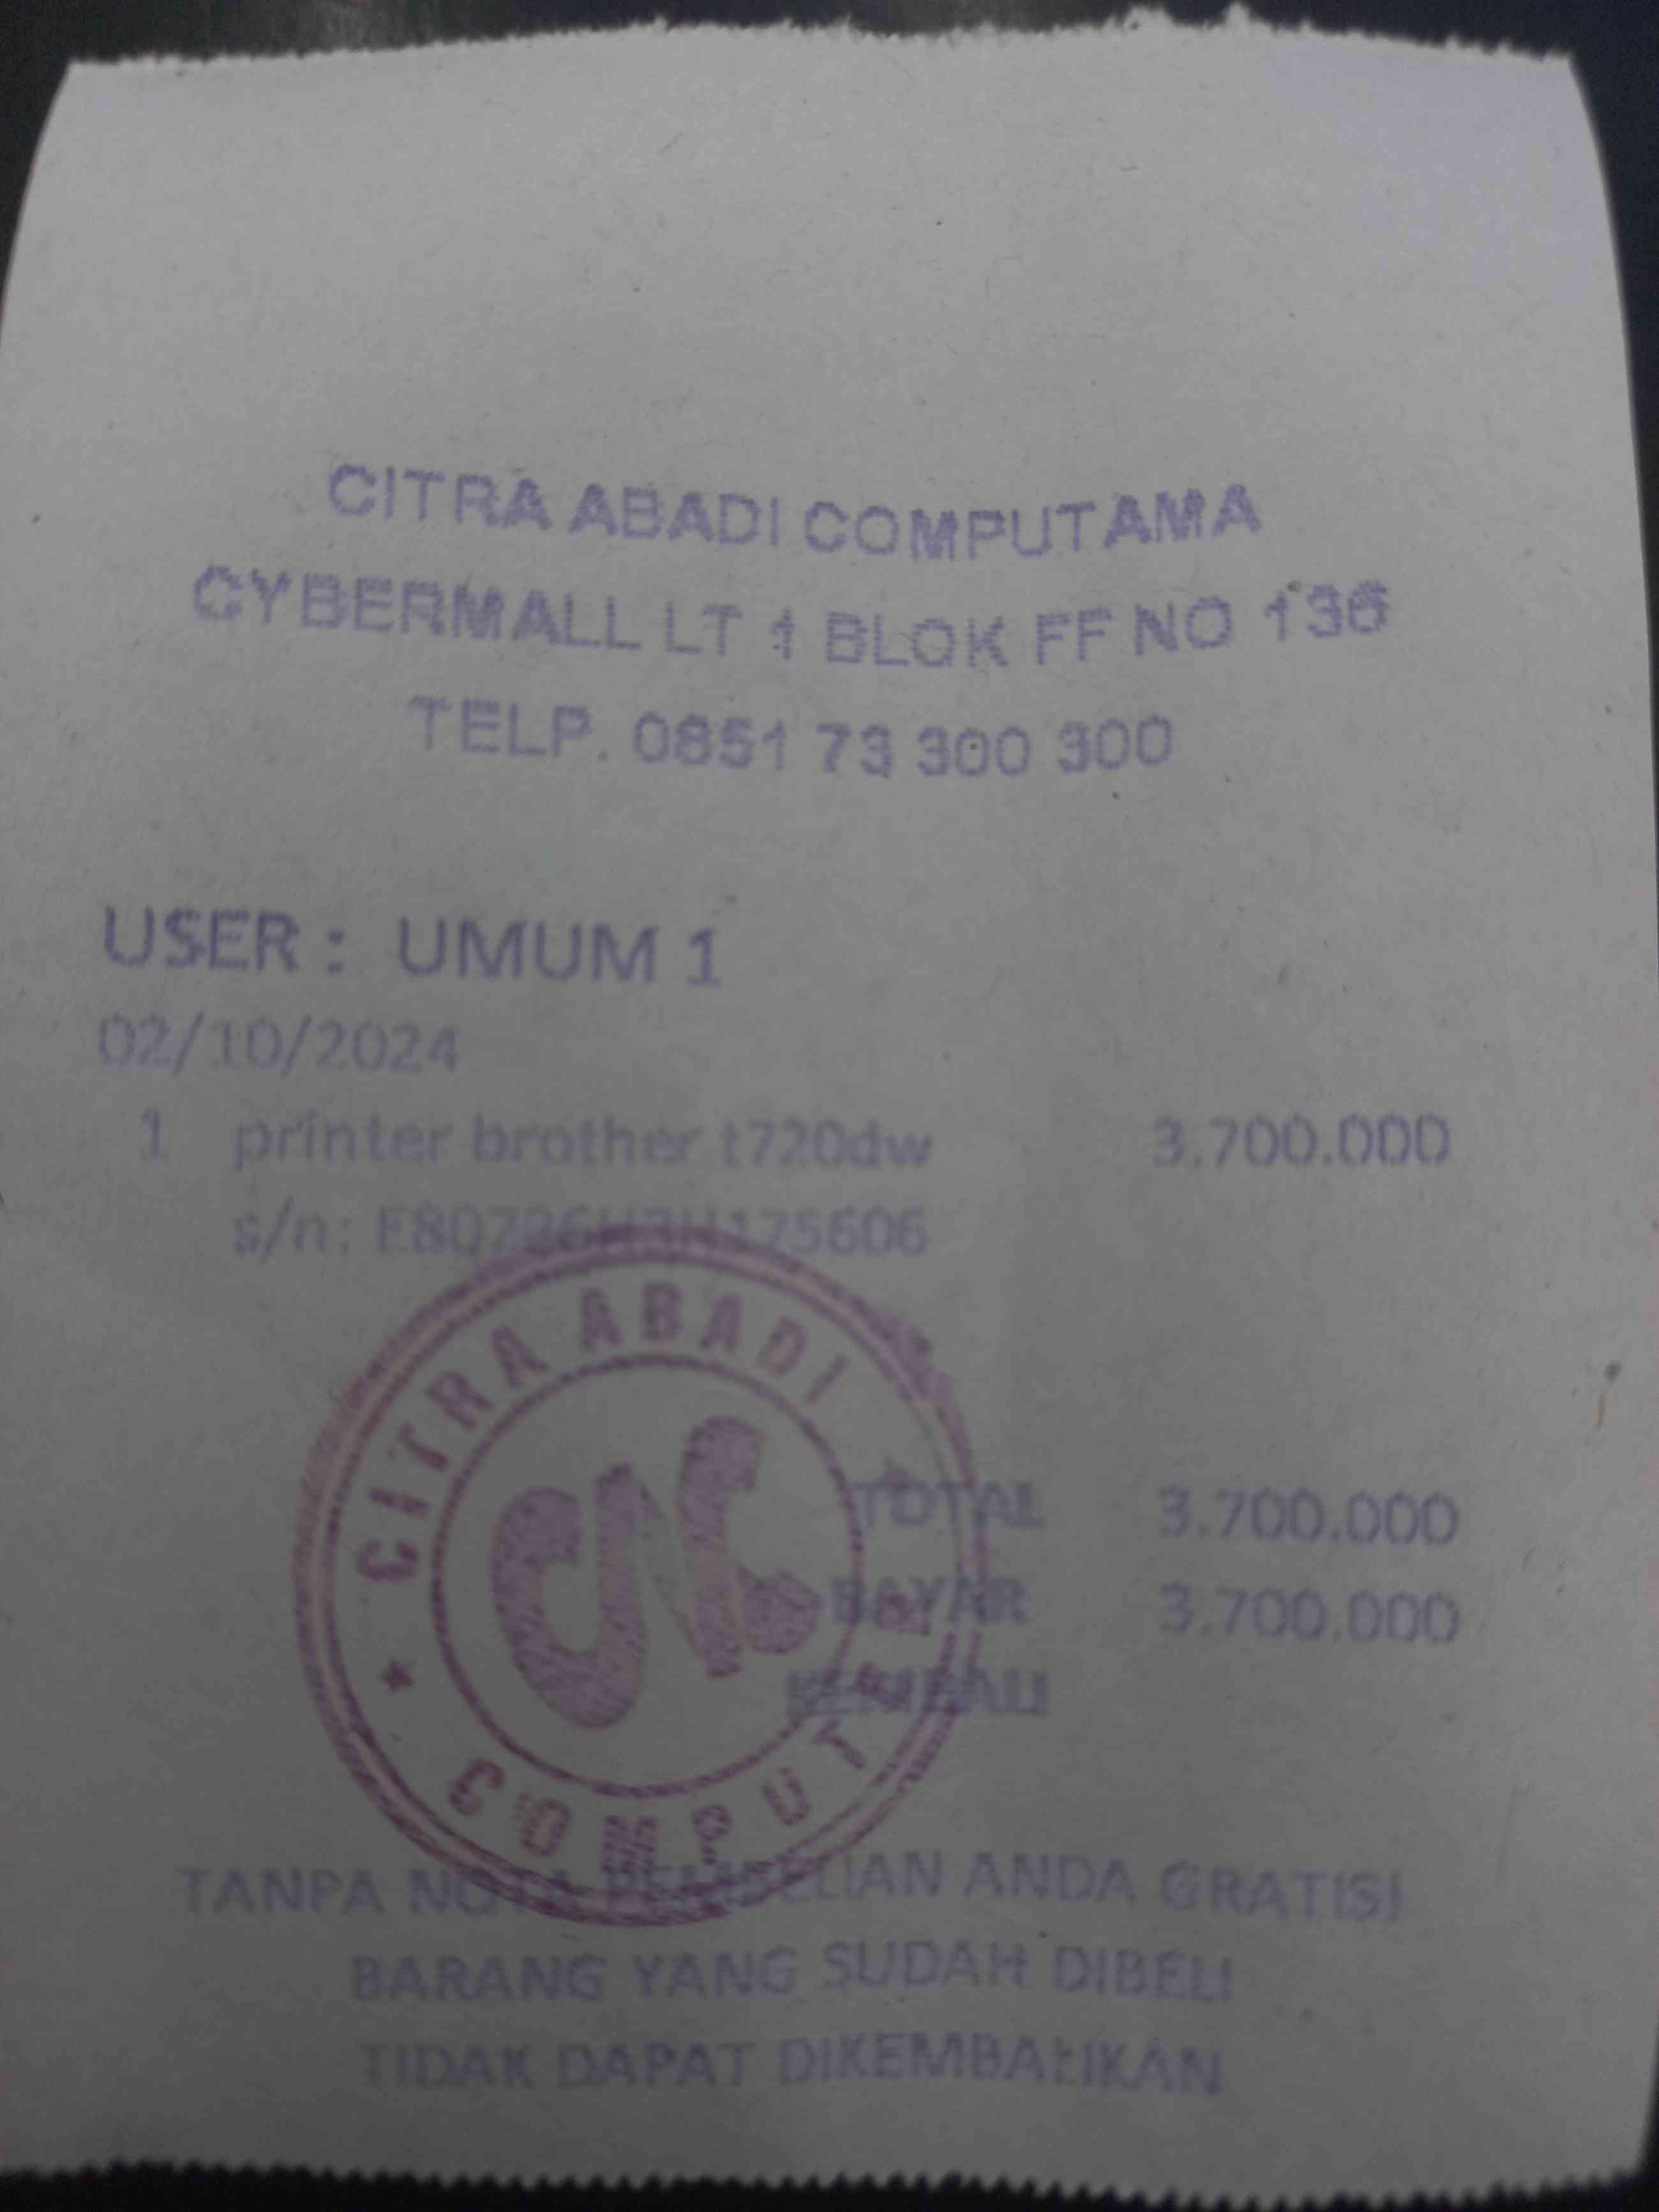 CITRA ABADI COMPUTAMA
CYBERMALL LT 1 BLOK FF NO 136
TELP. 0851 73 300 300
USER : UMUM 1
02/10/2024
1 printer brother t720dw 3.700.000
s/n:
CITRA ABADI
TOTAL 3.700.000
BAYAR 3.700.000
KEMBALI
COMPUTER
TANPA NOTA PEMBELIAN ANDA GRATIS!
BARANG YANG SUDAH DIBELI
TIDAK DAPAT DIKEMBALIKAN